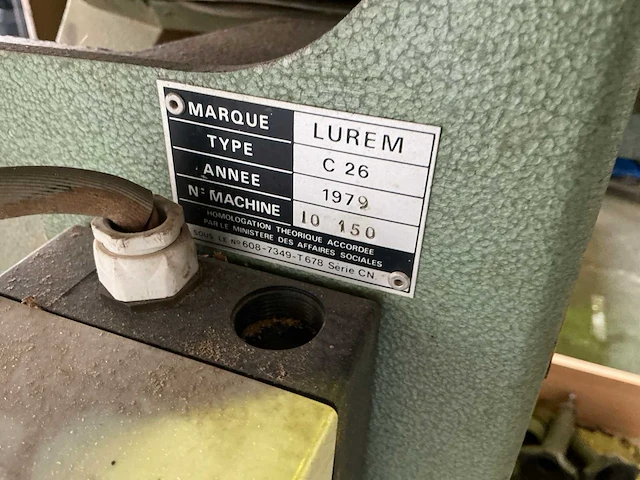 MARQUE LUREM
TYPE C 26
ANNEE 1979
N° MACHINE 10 150
HOMOLOGATION THEORIQUE ACCORDEE
PAR LE MINISTERE DES AFFAIRES SOCIALES
SOUS LE N° 608-7349-T678 Serie CN